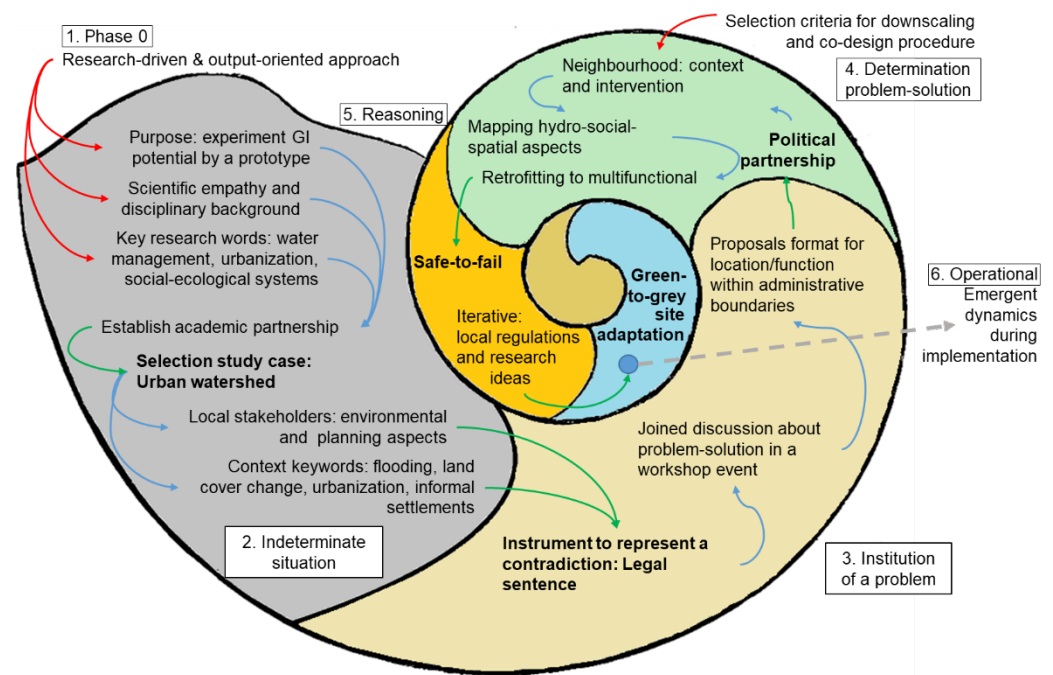 1. Phase 0
Research-driven & output-oriented approach
Purpose: experiment GI
potential by a prototype
Scientific empathy and
disciplinary background
Key research words: water
management, urbanization,
social-ecological systems
Establish academic partnership
Selection study case:
Urban watershed
Local stakeholders: environmental
and planning aspects
Context keywords: flooding, land
cover change, urbanization, informal
settlements
2. Indeterminate
situation
Instrument to represent a
contradiction: Legal
sentence
3. Institution
of a problem
Joined discussion about
problem-solution in a
workshop event
Proposals format for
location/function
within administrative
boundaries
Political
partnership
Selection criteria for downscaling
and co-design procedure
4. Determination
problem-solution
Neighbourhood: context
and intervention
Mapping hydro-social-
spatial aspects
Retrofitting to multifunctional
5. Reasoning
Safe-to-fail
Iterative:
local regulations
and research
ideas
Green-
to-grey
site
adaptation
6. Operational
Emergent
dynamics
during
implementation